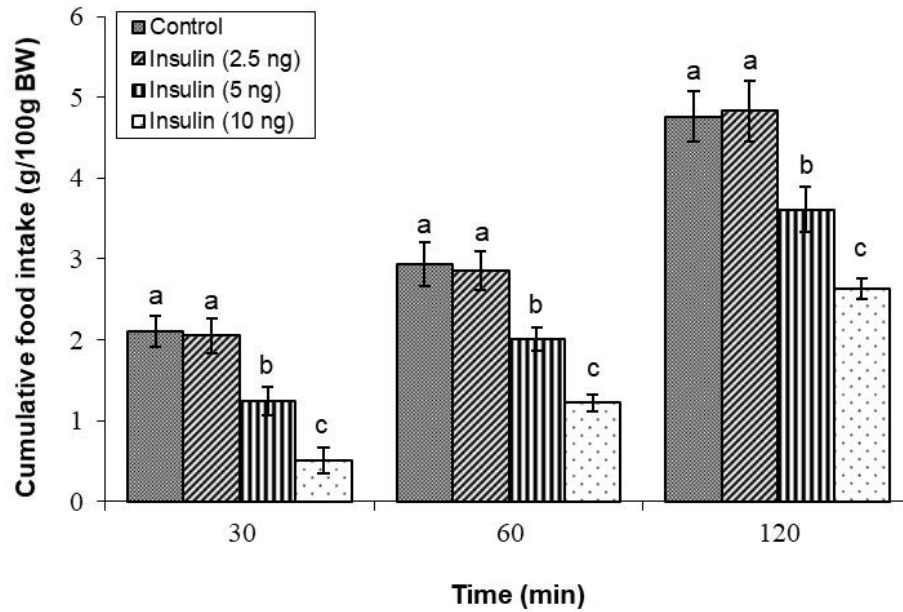 Control
Insulin (2.5 ng)
Insulin (5 ng)
Insulin (10 ng)
Cumulative food intake (g/100g BW)
6
5
4
3
2
1
0
a
a
b
c
a
a
b
c
a
a
b
c
30
60
120
Time (min)